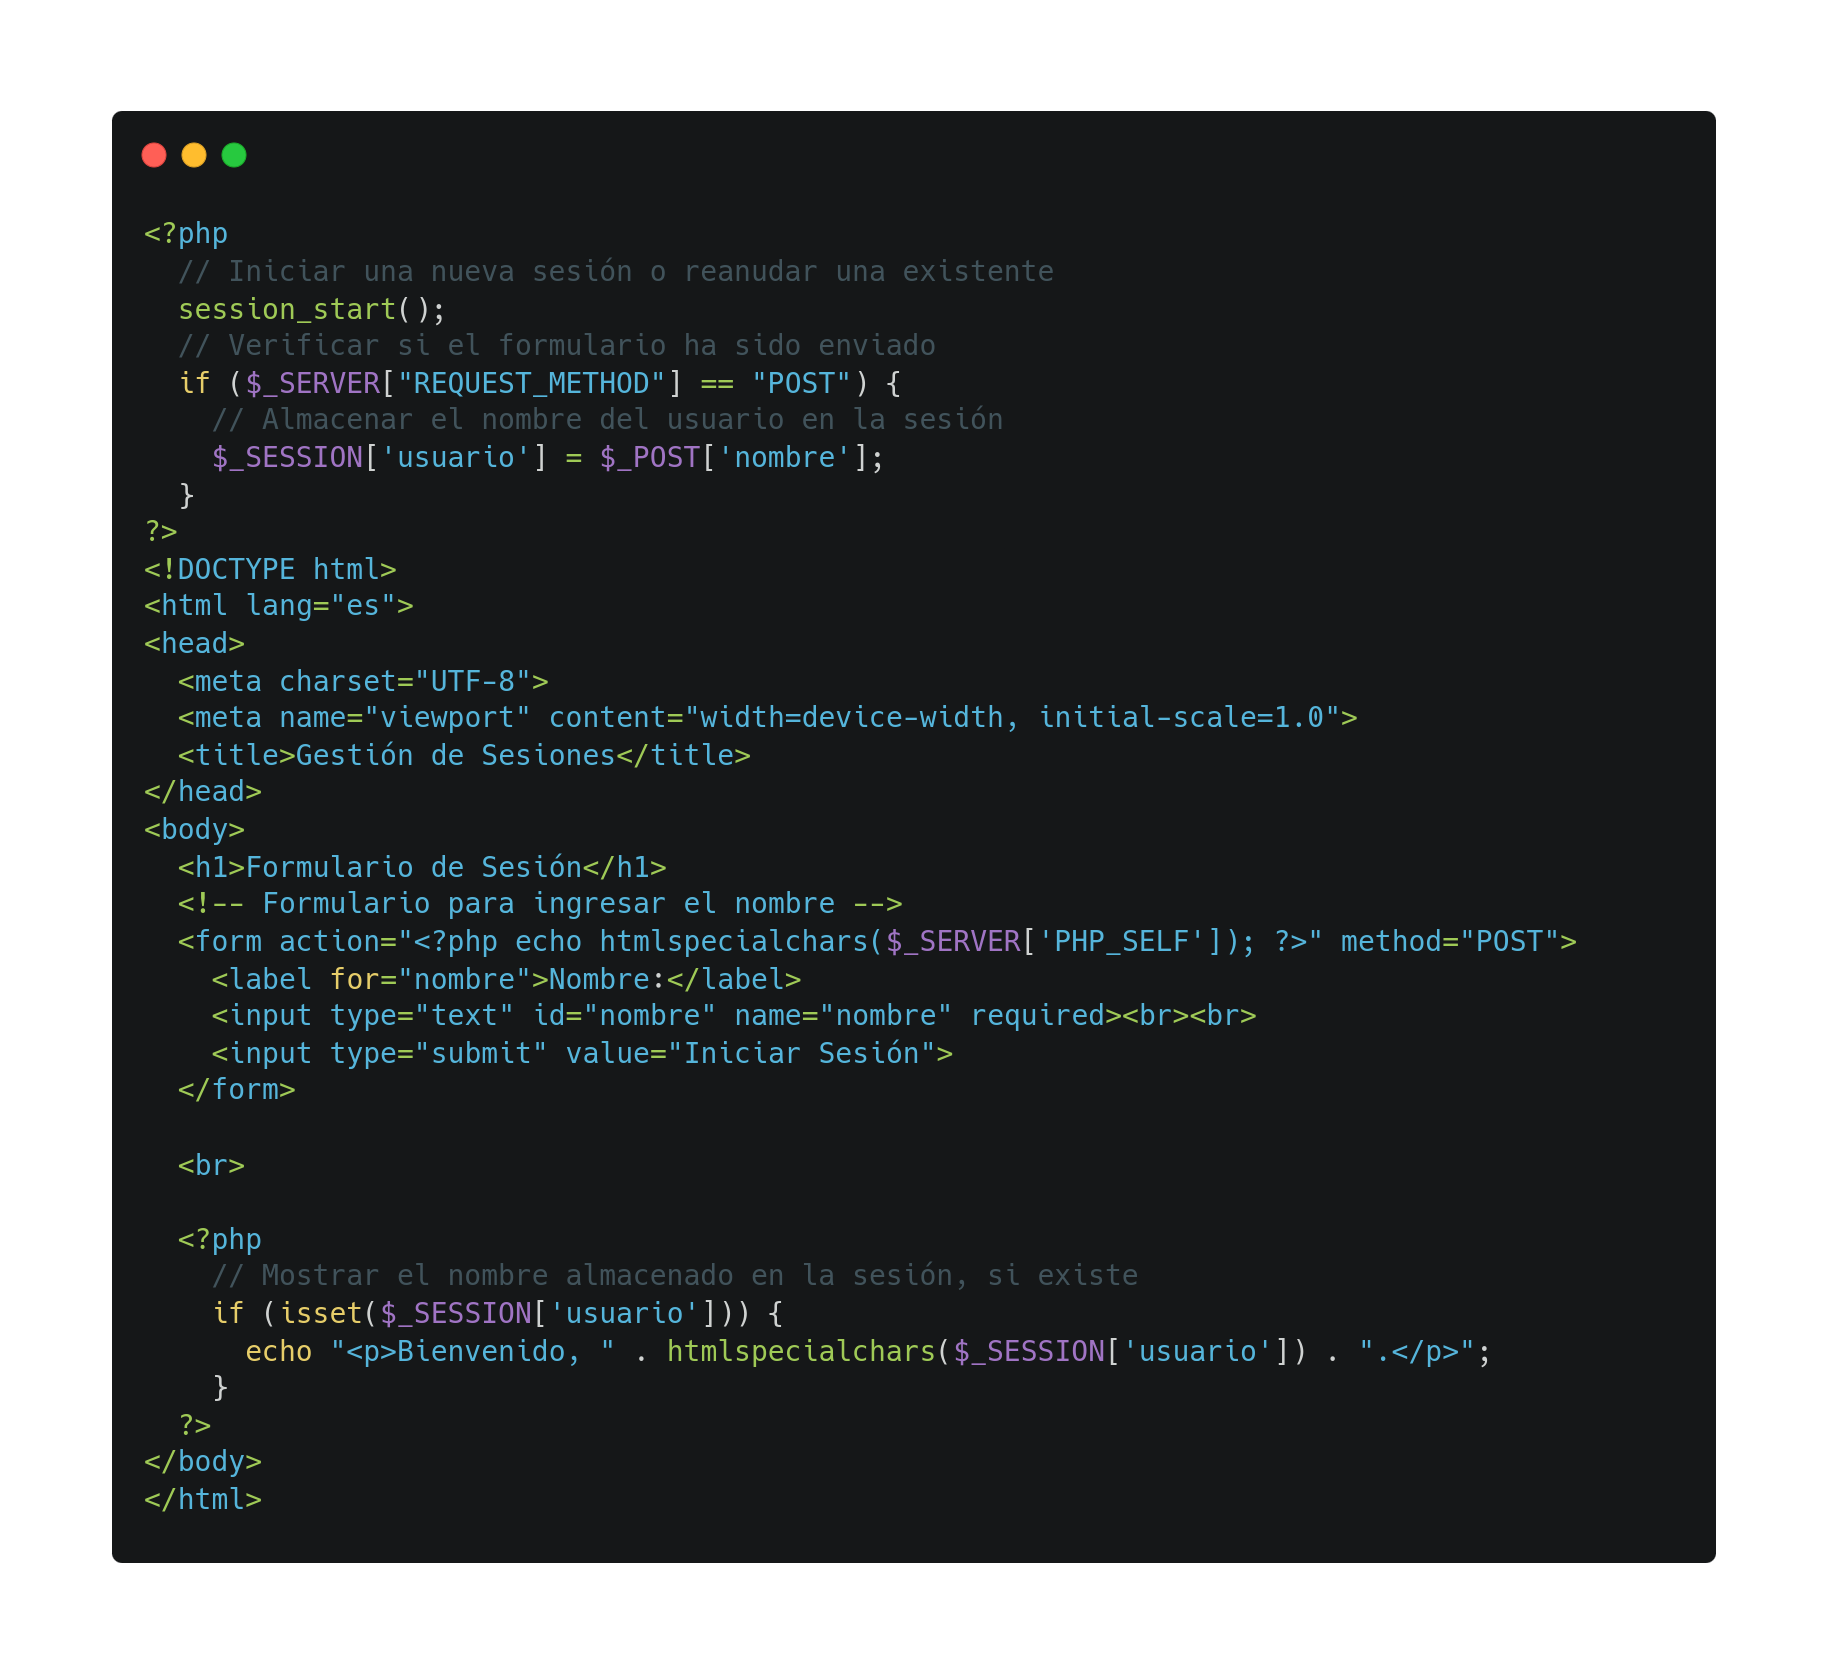 <?php
  // Iniciar una nueva sesión o reanudar una existente
  session_start();
  // Verificar si el formulario ha sido enviado
  if ($_SERVER["REQUEST_METHOD"] == "POST") {
    // Almacenar el nombre del usuario en la sesión
    $_SESSION['usuario'] = $_POST['nombre'];
  }
?>
<!DOCTYPE html>
<html lang="es">
<head>
  <meta charset="UTF-8">
  <meta name="viewport" content="width=device-width, initial-scale=1.0">
  <title>Gestión de Sesiones</title>
</head>
<body>
  <h1>Formulario de Sesión</h1>
  <!-- Formulario para ingresar el nombre -->
  <form action="<?php echo htmlspecialchars($_SERVER['PHP_SELF']); ?>" method="POST">
    <label for="nombre">Nombre:</label>
    <input type="text" id="nombre" name="nombre" required><br><br>
    <input type="submit" value="Iniciar Sesión">
  </form>

  <br>

  <?php
    // Mostrar el nombre almacenado en la sesión, si existe
    if (isset($_SESSION['usuario'])) {
      echo "<p>Bienvenido, " . htmlspecialchars($_SESSION['usuario']) . ".</p>";
    }
  ?>
</body>
</html>